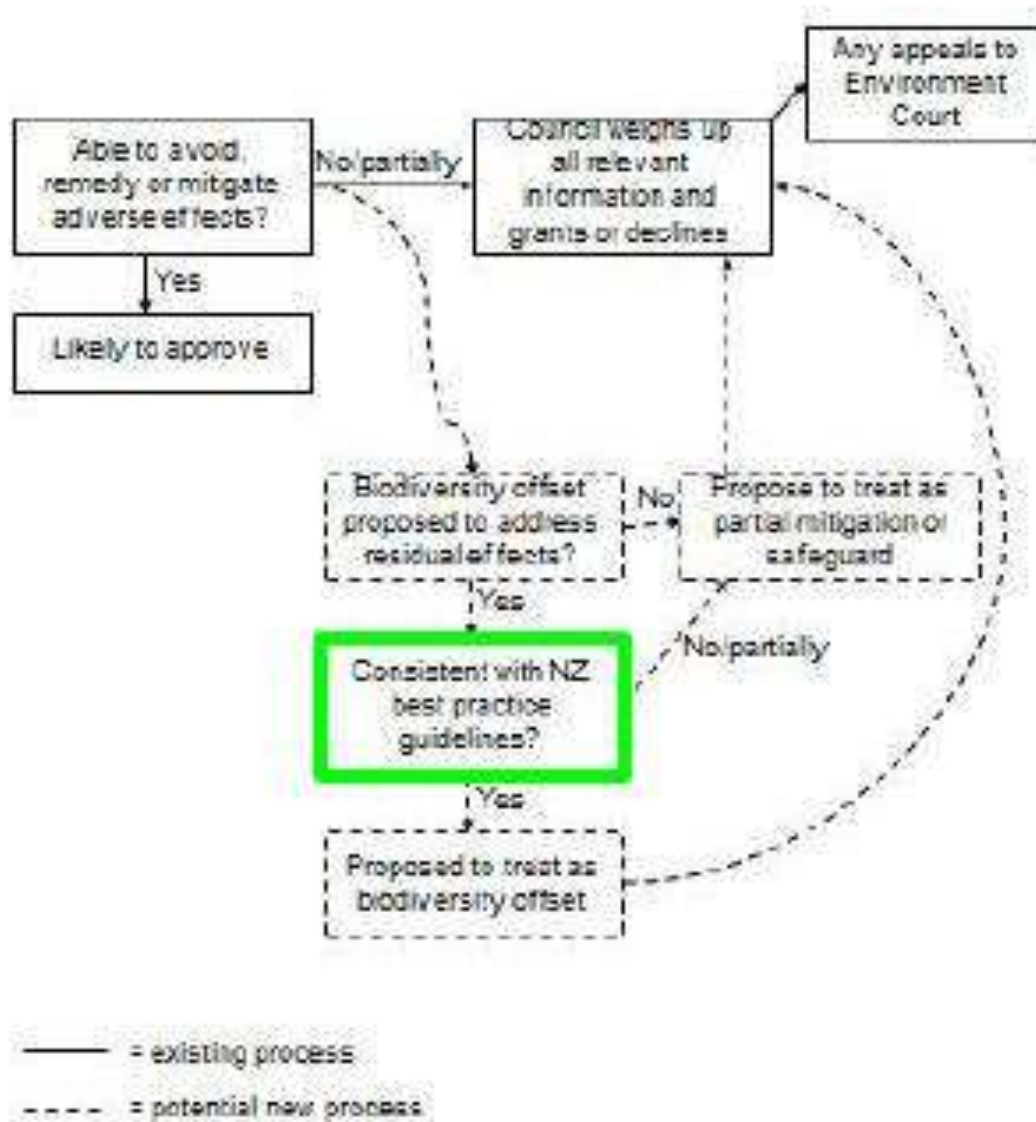 Any appeals to
Environment
Court
Able to avoid,
remedy or mitigate
adverse effects?
No/partially
Council weighs up
all relevant
information and
grants or declines
Yes
Likely to approve
Biodiversity offset
proposed to address
residual effects?
No
Propose to treat as
partial mitigation or
safeguard
Yes
Consistent with NZ
best practice
guidelines?
No/partially
Yes
Proposed to treat as
biodiversity offset
= existing process
= potential new process